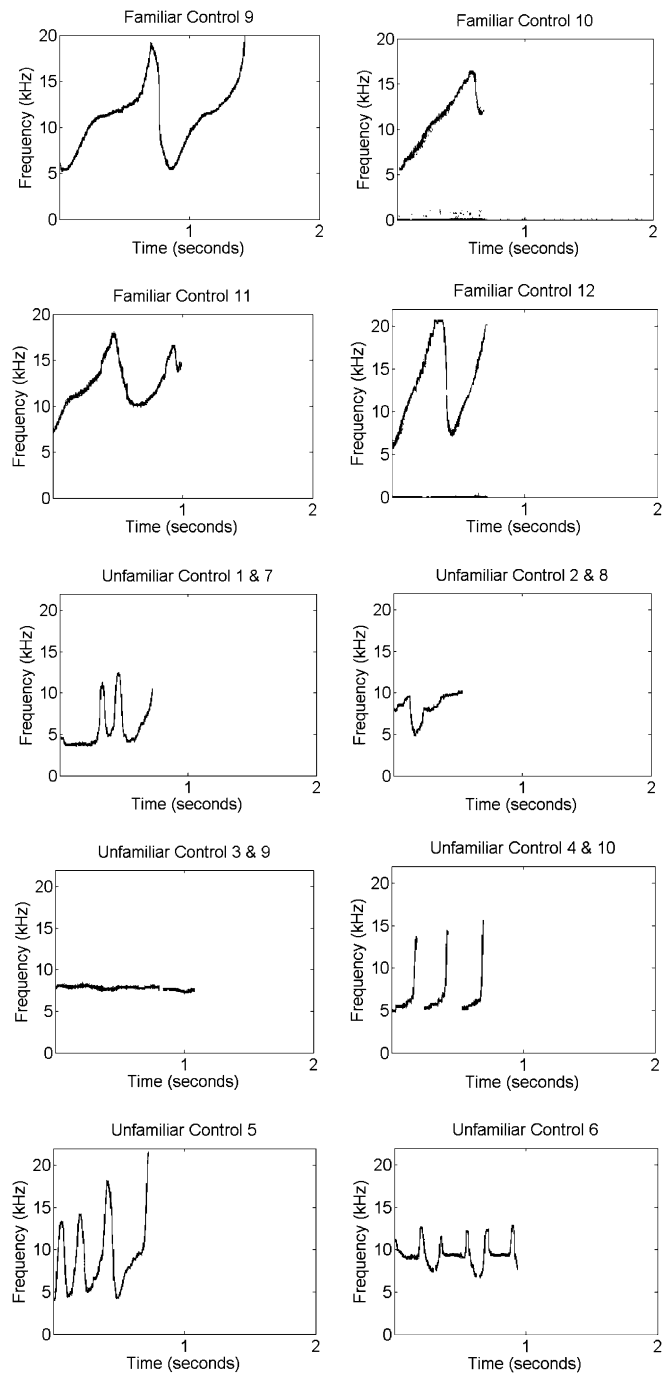 Familiar Control 9
Frequency (kHz)
20
15
10
5
0
1
2
Time (seconds)
Familiar Control 10
Frequency (kHz)
20
15
10
5
0
1
2
Time (seconds)
Familiar Control 11
Frequency (kHz)
20
15
10
5
0
1
2
Time (seconds)
Familiar Control 12
Frequency (kHz)
20
15
10
5
0
1
2
Time (seconds)
Unfamiliar Control 1 & 7
Frequency (kHz)
20
15
10
5
0
1
2
Time (seconds)
Unfamiliar Control 2 & 8
Frequency (kHz)
20
15
10
5
0
1
2
Time (seconds)
Unfamiliar Control 3 & 9
Frequency (kHz)
20
15
10
5
0
1
2
Time (seconds)
Unfamiliar Control 4 & 10
Frequency (kHz)
20
15
10
5
0
1
2
Time (seconds)
Unfamiliar Control 5
Frequency (kHz)
20
15
10
5
0
1
2
Time (seconds)
Unfamiliar Control 6
Frequency (kHz)
20
15
10
5
0
1
2
Time (seconds)